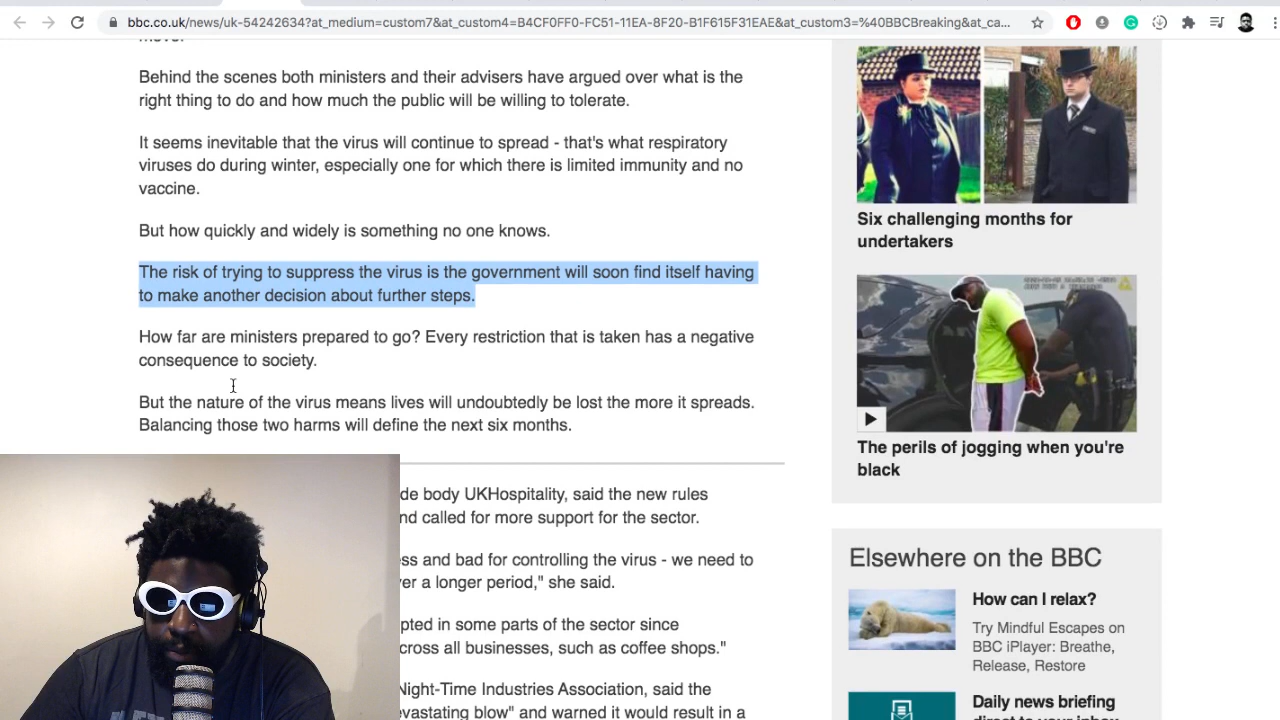 bbc.co.uk/news/uk-54242634?at_medium=custom7&at_custom4=B4CF0FF0-FC51-11EA-8F20-B1F615F31EAE&at_custom3=%40BBCBreaking&at_ca...
move.
Behind the scenes both ministers and their advisers have argued over what is the
right thing to do and how much the public will be willing to tolerate.
It seems inevitable that the virus will continue to spread - that's what respiratory
viruses do during winter, especially one for which there is limited immunity and no
vaccine.
But how quickly and widely is something no one knows.
The risk of trying to suppress the virus is the government will soon find itself having
to make another decision about further steps.
How far are ministers prepared to go? Every restriction that is taken has a negative
consequence to society.
But the nature of the virus means lives will undoubtedly be lost the more it spreads.
Balancing those two harms will define the next six months.
de body UKHospitality, said the new rules
nd called for more support for the sector.
ss and bad for controlling the virus - we need to
er a longer period," she said.
pted in some parts of the sector since
cross all businesses, such as coffee shops."
Night-Time Industries Association, said the
evastating blow" and warned it would result in a
Six challenging months for
undertakers
The perils of jogging when you're
black
Elsewhere on the BBC
How can I relax?
Try Mindful Escapes on
BBC iPlayer: Breathe,
Release, Restore
Daily news briefing
direct to your inbox